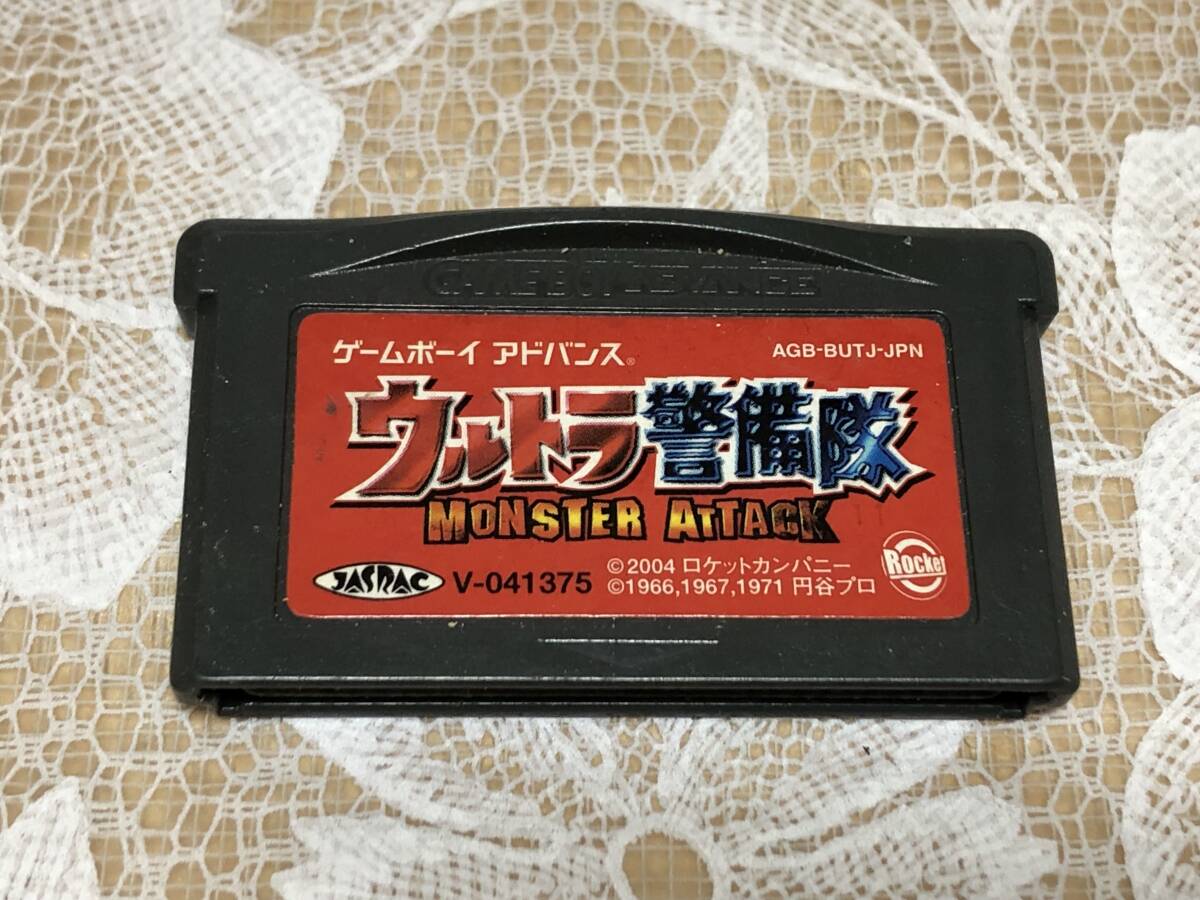 GAME BOY ADVANCE
ゲームボーイ アドバンス®
AGB-BUTJ-JPN
ウルトラ警備隊
MONSTER ATTACK
JASRAC V-041375
©2004 ロケットカンパニー
©1966,1967,1971 円谷プロ
Rocket